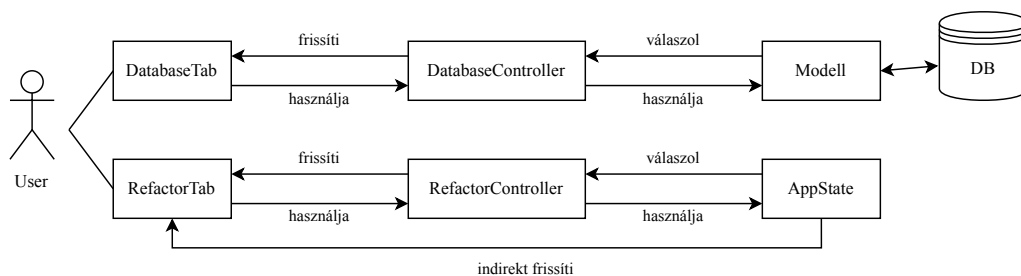 frissíti
válaszol
DatabaseTab
DatabaseController
Modell
DB
használja
használja
User
frissíti
válaszol
RefactorTab
RefactorController
AppState
használja
használja
indirekt frissíti